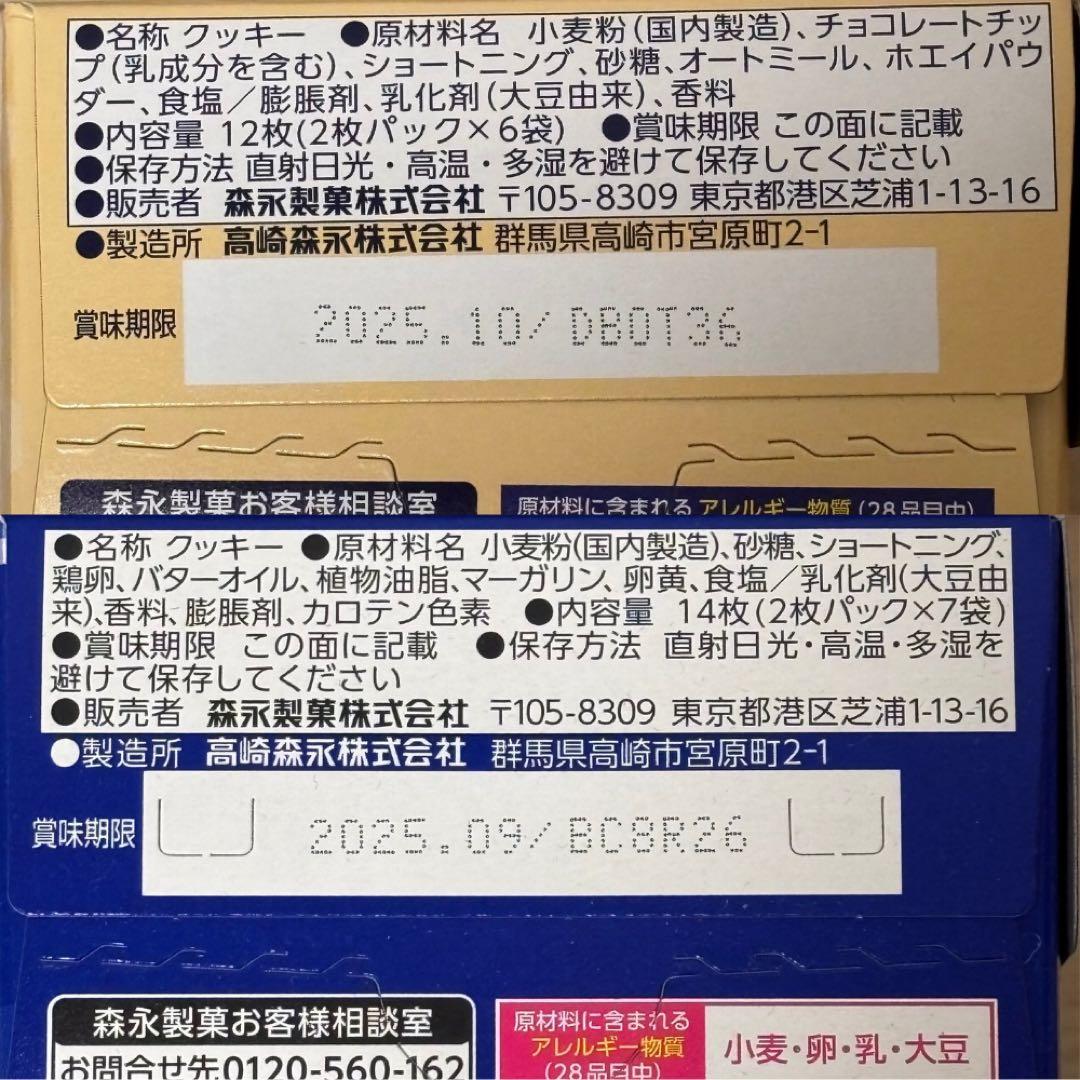 ●名称 クッキー ●原材料名 小麦粉(国内製造)、チョコレートチッ
プ(乳成分を含む)、ショートニング、砂糖、オートミール、ホエイパウ
ダー、食塩／膨脹剤、乳化剤(大豆由来)、香料
●内容量 12枚(2枚パック×6袋) ●賞味期限 この面に記載
●保存方法 直射日光・高温・多湿を避けて保存してください
●販売者 森永製菓株式会社 〒105-8309 東京都港区芝浦1-13-16
●製造所 高崎森永株式会社 群馬県高崎市宮原町2-1
賞味期限 2025.10/ DB0T36
森永製菓お客様相談室
原材料に含まれる アレルギー物質 (28品目中)
●名称 クッキー ●原材料名 小麦粉(国内製造)、砂糖、ショートニング、
鶏卵、バターオイル、植物油脂、マーガリン、卵黄、食塩／乳化剤(大豆由
来)、香料、膨脹剤、カロテン色素 ●内容量 14枚(2枚パック×7袋)
●賞味期限 この面に記載 ●保存方法 直射日光・高温・多湿を
避けて保存してください
●販売者 森永製菓株式会社 〒105-8309 東京都港区芝浦1-13-16
●製造所 高崎森永株式会社 群馬県高崎市宮原町2-1
賞味期限 2025.09/ BC8R26
森永製菓お客様相談室
お問合せ先0120-560-162
原材料に含まれる
アレルギー物質
(28品目中)
小麦・卵・乳・大豆